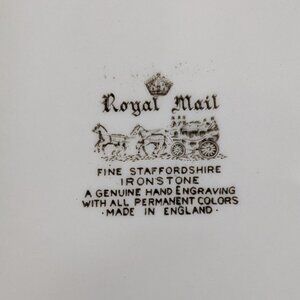 Royal Mail
FINE STAFFORDSHIRE
IRONSTONE
A GENUINE HAND ENGRAVING
WITH ALL PERMANENT COLORS
·MADE IN ENGLAND·